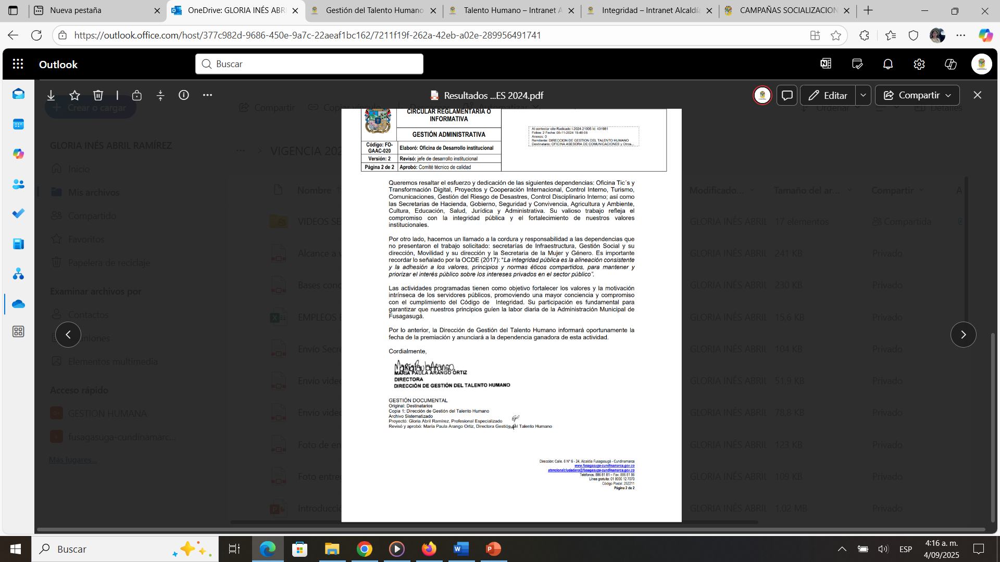 Nueva pestaña
OneDrive: GLORIA INÉS ABRI
Gestión del Talento Humano
Talento Humano – Intranet A
Integridad – Intranet Alcaldía
CAMPAÑAS SOCIALIZACION
https://outlook.office.com/host/377c982d-9686-450e-9a7c-22aeaf1bc162/7211f19f-262a-42eb-a02e-289956491741
Outlook
Buscar
Resultados ...ES 2024.pdf
Editar
Compartir
Crear o cargar
Compartir
Copiar vínculo
Descargar
Automatizar
Ordenar
Detalles
GLORIA INÉS ABRIL RAMÍREZ
Inicio
Mis archivos
Compartido
Favoritos
Papelera de reciclaje
Examinar archivos por
Contactos
uniones
Elementos multimedia
Acceso rápido
GESTION HUMANA
fusagasuga-cundinamarc...
Más lugares...
... > VIGENCIA 202
Nombre
Modificado...
Tamaño del ar...
Compartir
A
VIDEOS SE
GLORIA INÉS ABRIL
17 elementos
Compartida
Alcance a v
GLORIA INÉS ABRIL
241 KB
Privado
Bases conc
GLORIA INÉS ABRIL
230 KB
Privado
EMPLEOS E
GLORIA INÉS ABRIL
15,6 KB
Privado
Envío Secre
GLORIA INÉS ABRIL
104 KB
Privado
Envío video
GLORIA INÉS ABRIL
51,9 KB
Privado
Envío video
GLORIA INÉS ABRIL
78,8 KB
Privado
Foto de en
GLORIA INÉS ABRIL
123 KB
Privado
Foto entre
GLORIA INÉS ABRIL
109 KB
Privado
Introducci
GLORIA INÉS ABRIL
1.02 MB
Privado
CIRCULAR REGLAMENTARIA O
INFORMATIVA
GESTIÓN ADMINISTRATIVA
Código: FO-
GAAC-020
Elaboró: Oficina de Desarrollo institucional
Versión: 2
Revisó: jefe de desarrollo institucional
Página 2 de 2
Aprobó: Comité técnico de calidad
Al contestar cite Radicado I-2024-21005 Id: 431981
Folios: 2 Fecha: 05-11-2024 15:48:06
Anexos: 0
Remitente: DIRECCION DE GESTION DEL TALENTO HUMANO
Destinatario: OFICINA ASESORA DE COMUNICACIONES y Otros...
Queremos resaltar el esfuerzo y dedicación de las siguientes dependencias: Oficina Tic´s y
Transformación Digital, Proyectos y Cooperación Internacional, Control Interno, Turismo,
Comunicaciones, Gestión del Riesgo de Desastres, Control Disciplinario Interno; así como
las Secretarias de Hacienda, Gobierno, Seguridad y Convivencia, Agricultura y Ambiente,
Cultura, Educación, Salud, Jurídica y Administrativa. Su valioso trabajo refleja el
compromiso con la integridad pública y el fortalecimiento de nuestros valores
institucionales.
Por otro lado, hacemos un llamado a la cordura y responsabilidad a las dependencias que
no presentaron el trabajo solicitado: secretarías de Infraestructura, Gestión Social y su
dirección, Movilidad y su dirección y la Secretaria de la Mujer y Género. Es importante
recordar lo señalado por la OCDE (2017): “La integridad pública es la alineación consistente
y la adhesión a los valores, principios y normas éticos compartidos, para mantener y
priorizar el interés público sobre los intereses privados en el sector público”.
Las actividades programadas tienen como objetivo fortalecer los valores y la motivación
intrínseca de los servidores públicos, promoviendo una mayor conciencia y compromiso
con el cumplimiento del Código de Integridad. Su participación es fundamental para
garantizar que nuestros principios guíen la labor diaria de la Administración Municipal de
Fusagasugá.
Por lo anterior, la Dirección de Gestión del Talento Humano informará oportunamente la
fecha de la premiación y anunciará a la dependencia ganadora de esta actividad.
Cordialmente,
María Paula Arango.
MARÍA PAULA ARANGO ORTIZ
DIRECTORA
DIRECCIÓN DE GESTIÓN DEL TALENTO HUMANO
GESTIÓN DOCUMENTAL
Original: Destinatarios
Copia 1: Dirección de Gestión del Talento Humano
Archivo Sistematizado
Proyectó: Gloria Abril Ramírez, Profesional Especializado
Revisó y aprobó: María Paula Arango Ortiz, Directora Gestión del Talento Humano
Dirección: Calle. 6 N° 6 - 24, Alcaldía Fusagasugá - Cundinamarca
www.fusagasuga-cundinamarca.gov.co
atencionalciudadano@fusagasuga-cundinamarca.gov.co
Teléfonos: 886 81 81 – Fax: 886 81 86
Línea gratuita: 01 8000 12 7070
Código Postal: 252211
Página 2 de 2
Buscar
ESP
4:16 a. m.
4/09/2025